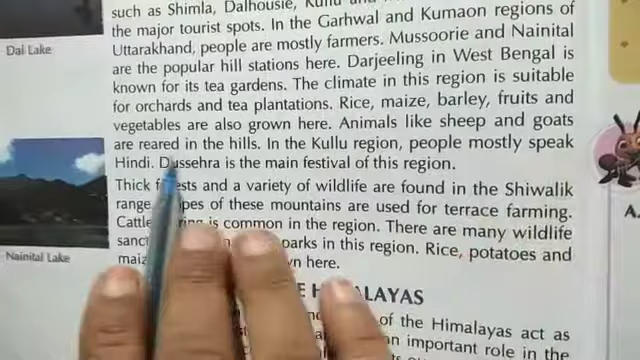 such as Shimla, Dalhousie, Kullu and
the major tourist spots. In the Garhwal and Kumaon regions of
Uttarakhand, people are mostly farmers. Mussoorie and Nainital
are the popular hill stations here. Darjeeling in West Bengal is
known for its tea gardens. The climate in this region is suitable
for orchards and tea plantations. Rice, maize, barley, fruits and
vegetables are also grown here. Animals like sheep and goats
are reared in the hills. In the Kullu region, people mostly speak
Hindi. Dussehra is the main festival of this region.
Thick and a variety of wildlife are found in the Shiwalik
range. of these mountains are used for terrace farming.
Cattle is common in the region. There are many wildlife
parks in this region. Rice, potatoes and
here.
HIMALAYAS
of the Himalayas act as
an important role in the
Dal Lake
Nainital Lake
A.